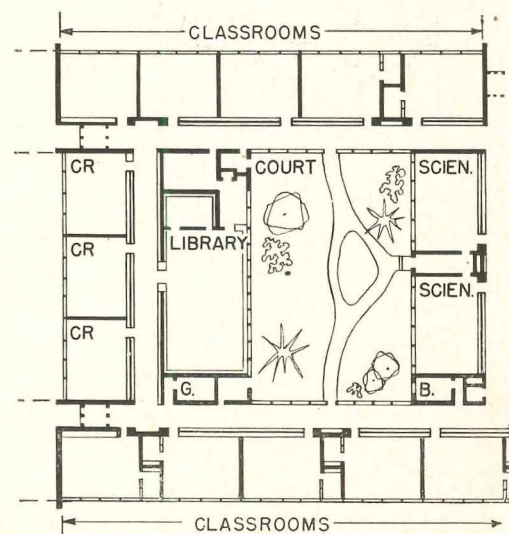 CLASSROOMS
CR
COURT
SCIEN.
LIBRARY
CR
SCIEN.
CR
G.
B.
CLASSROOMS